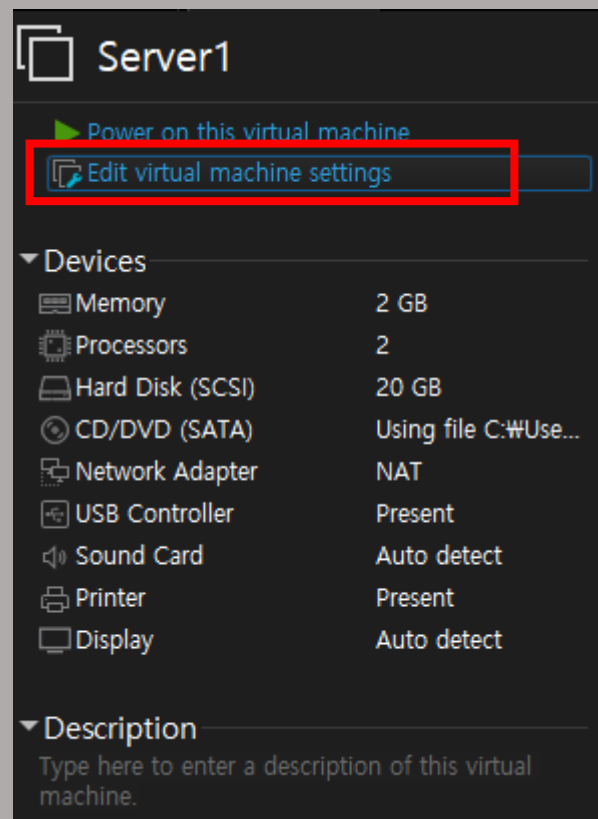 Server1
Power on this virtual machine
Edit virtual machine settings
Devices
Memory 2 GB
Processors 2
Hard Disk (SCSI) 20 GB
CD/DVD (SATA) Using file C:₩Use...
Network Adapter NAT
USB Controller Present
Sound Card Auto detect
Printer Present
Display Auto detect
Description
Type here to enter a description of this virtual
machine.